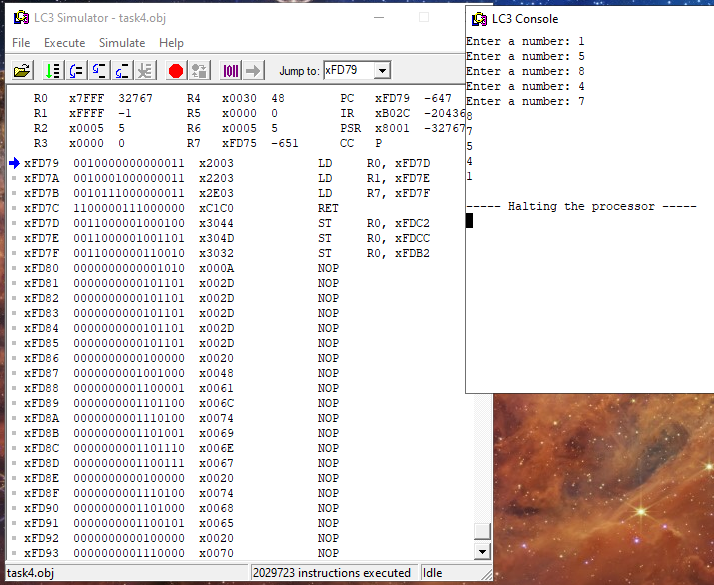 LC3 Simulator - task4.obj
File Execute Simulate Help
Jump to: xFD79
R0 x7FFF 32767 R4 x0030 48 PC xFD79 -647
R1 xFFFF -1 R5 x0000 0 IR xB02C -20436
R2 x0005 5 R6 x0005 5 PSR x8001 -32767
R3 x0000 0 R7 xFD75 -651 CC P
xFD79 0010000000000011 x2003 LD R0, xFD7D
xFD7A 0010001000000011 x2203 LD R1, xFD7E
xFD7B 0010111000000011 x2E03 LD R7, xFD7F
xFD7C 1100000111000000 xC1C0 RET
xFD7D 0011000001000100 x3044 ST R0, xFDC2
xFD7E 0011000001001101 x304D ST R0, xFDCC
xFD7F 0011000000110010 x3032 ST R0, xFDB2
xFD80 0000000000001010 x000A NOP
xFD81 0000000000101101 x002D NOP
xFD82 0000000000101101 x002D NOP
xFD83 0000000000101101 x002D NOP
xFD84 0000000000101101 x002D NOP
xFD85 0000000000101101 x002D NOP
xFD86 0000000000100000 x0020 NOP
xFD87 0000000001001000 x0048 NOP
xFD88 0000000001100001 x0061 NOP
xFD89 0000000001101100 x006C NOP
xFD8A 0000000001110100 x0074 NOP
xFD8B 0000000001101001 x0069 NOP
xFD8C 0000000001101110 x006E NOP
xFD8D 0000000001100111 x0067 NOP
xFD8E 0000000000100000 x0020 NOP
xFD8F 0000000001110100 x0074 NOP
xFD90 0000000001101000 x0068 NOP
xFD91 0000000001100101 x0065 NOP
xFD92 0000000000100000 x0020 NOP
xFD93 0000000001110000 x0070 NOP
task4.obj 2029723 instructions executed Idle
LC3 Console
Enter a number: 1
Enter a number: 5
Enter a number: 8
Enter a number: 4
Enter a number: 7
8
7
5
4
1
----- Halting the processor -----